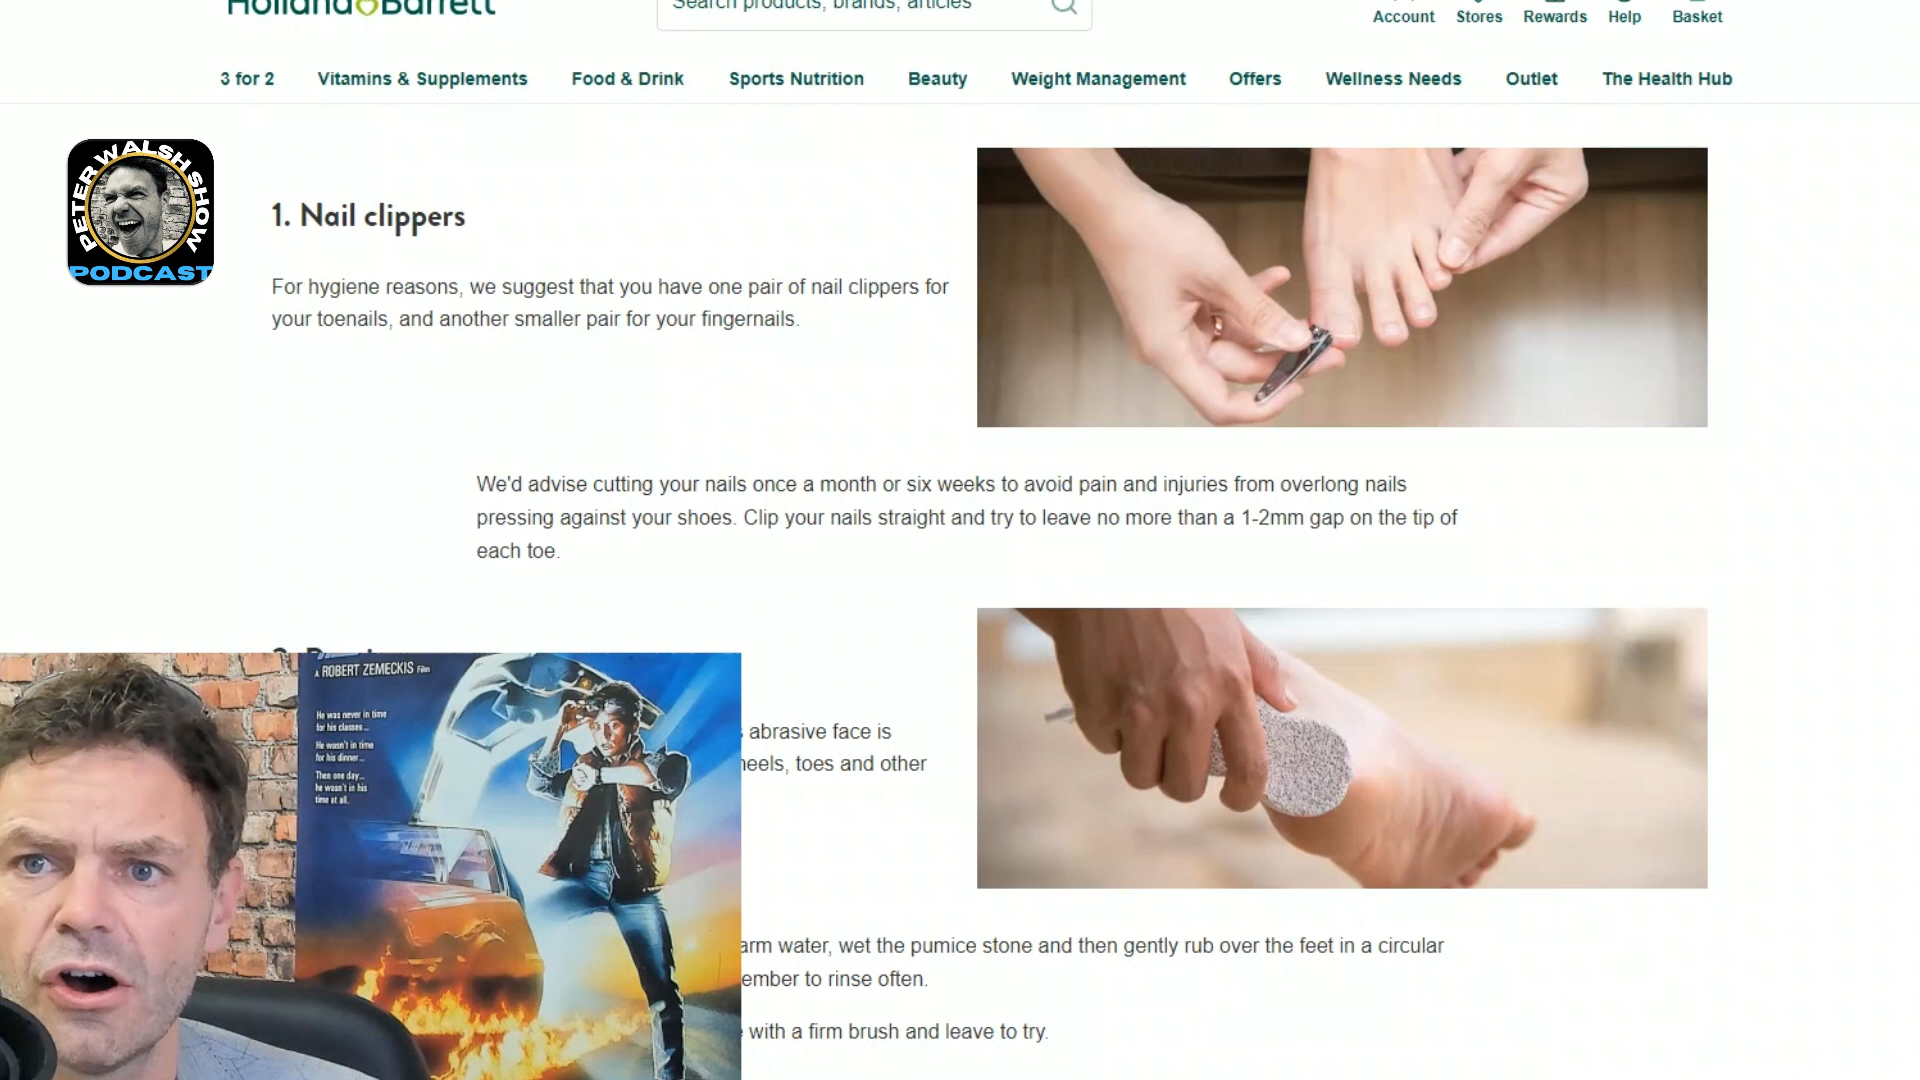 Holland Barrett
Search products, brands, articles
Account Stores Rewards Help Basket
3 for 2 Vitamins & Supplements Food & Drink Sports Nutrition Beauty Weight Management Offers Wellness Needs Outlet The Health Hub
PETER WALSH SHOW
PODCAST
1. Nail clippers
For hygiene reasons, we suggest that you have one pair of nail clippers for
your toenails, and another smaller pair for your fingernails.
We'd advise cutting your nails once a month or six weeks to avoid pain and injuries from overlong nails
pressing against your shoes. Clip your nails straight and try to leave no more than a 1-2mm gap on the tip of
each toe.
A ROBERT ZEMECKIS Film
He was never in time
for his classes...
He wasn't in time
for his dinner...
Then one day...
he wasn't in his
time at all.
abrasive face is
heels, toes and other
water, wet the pumice stone and then gently rub over the feet in a circular
to rinse often.
with a firm brush and leave to try.